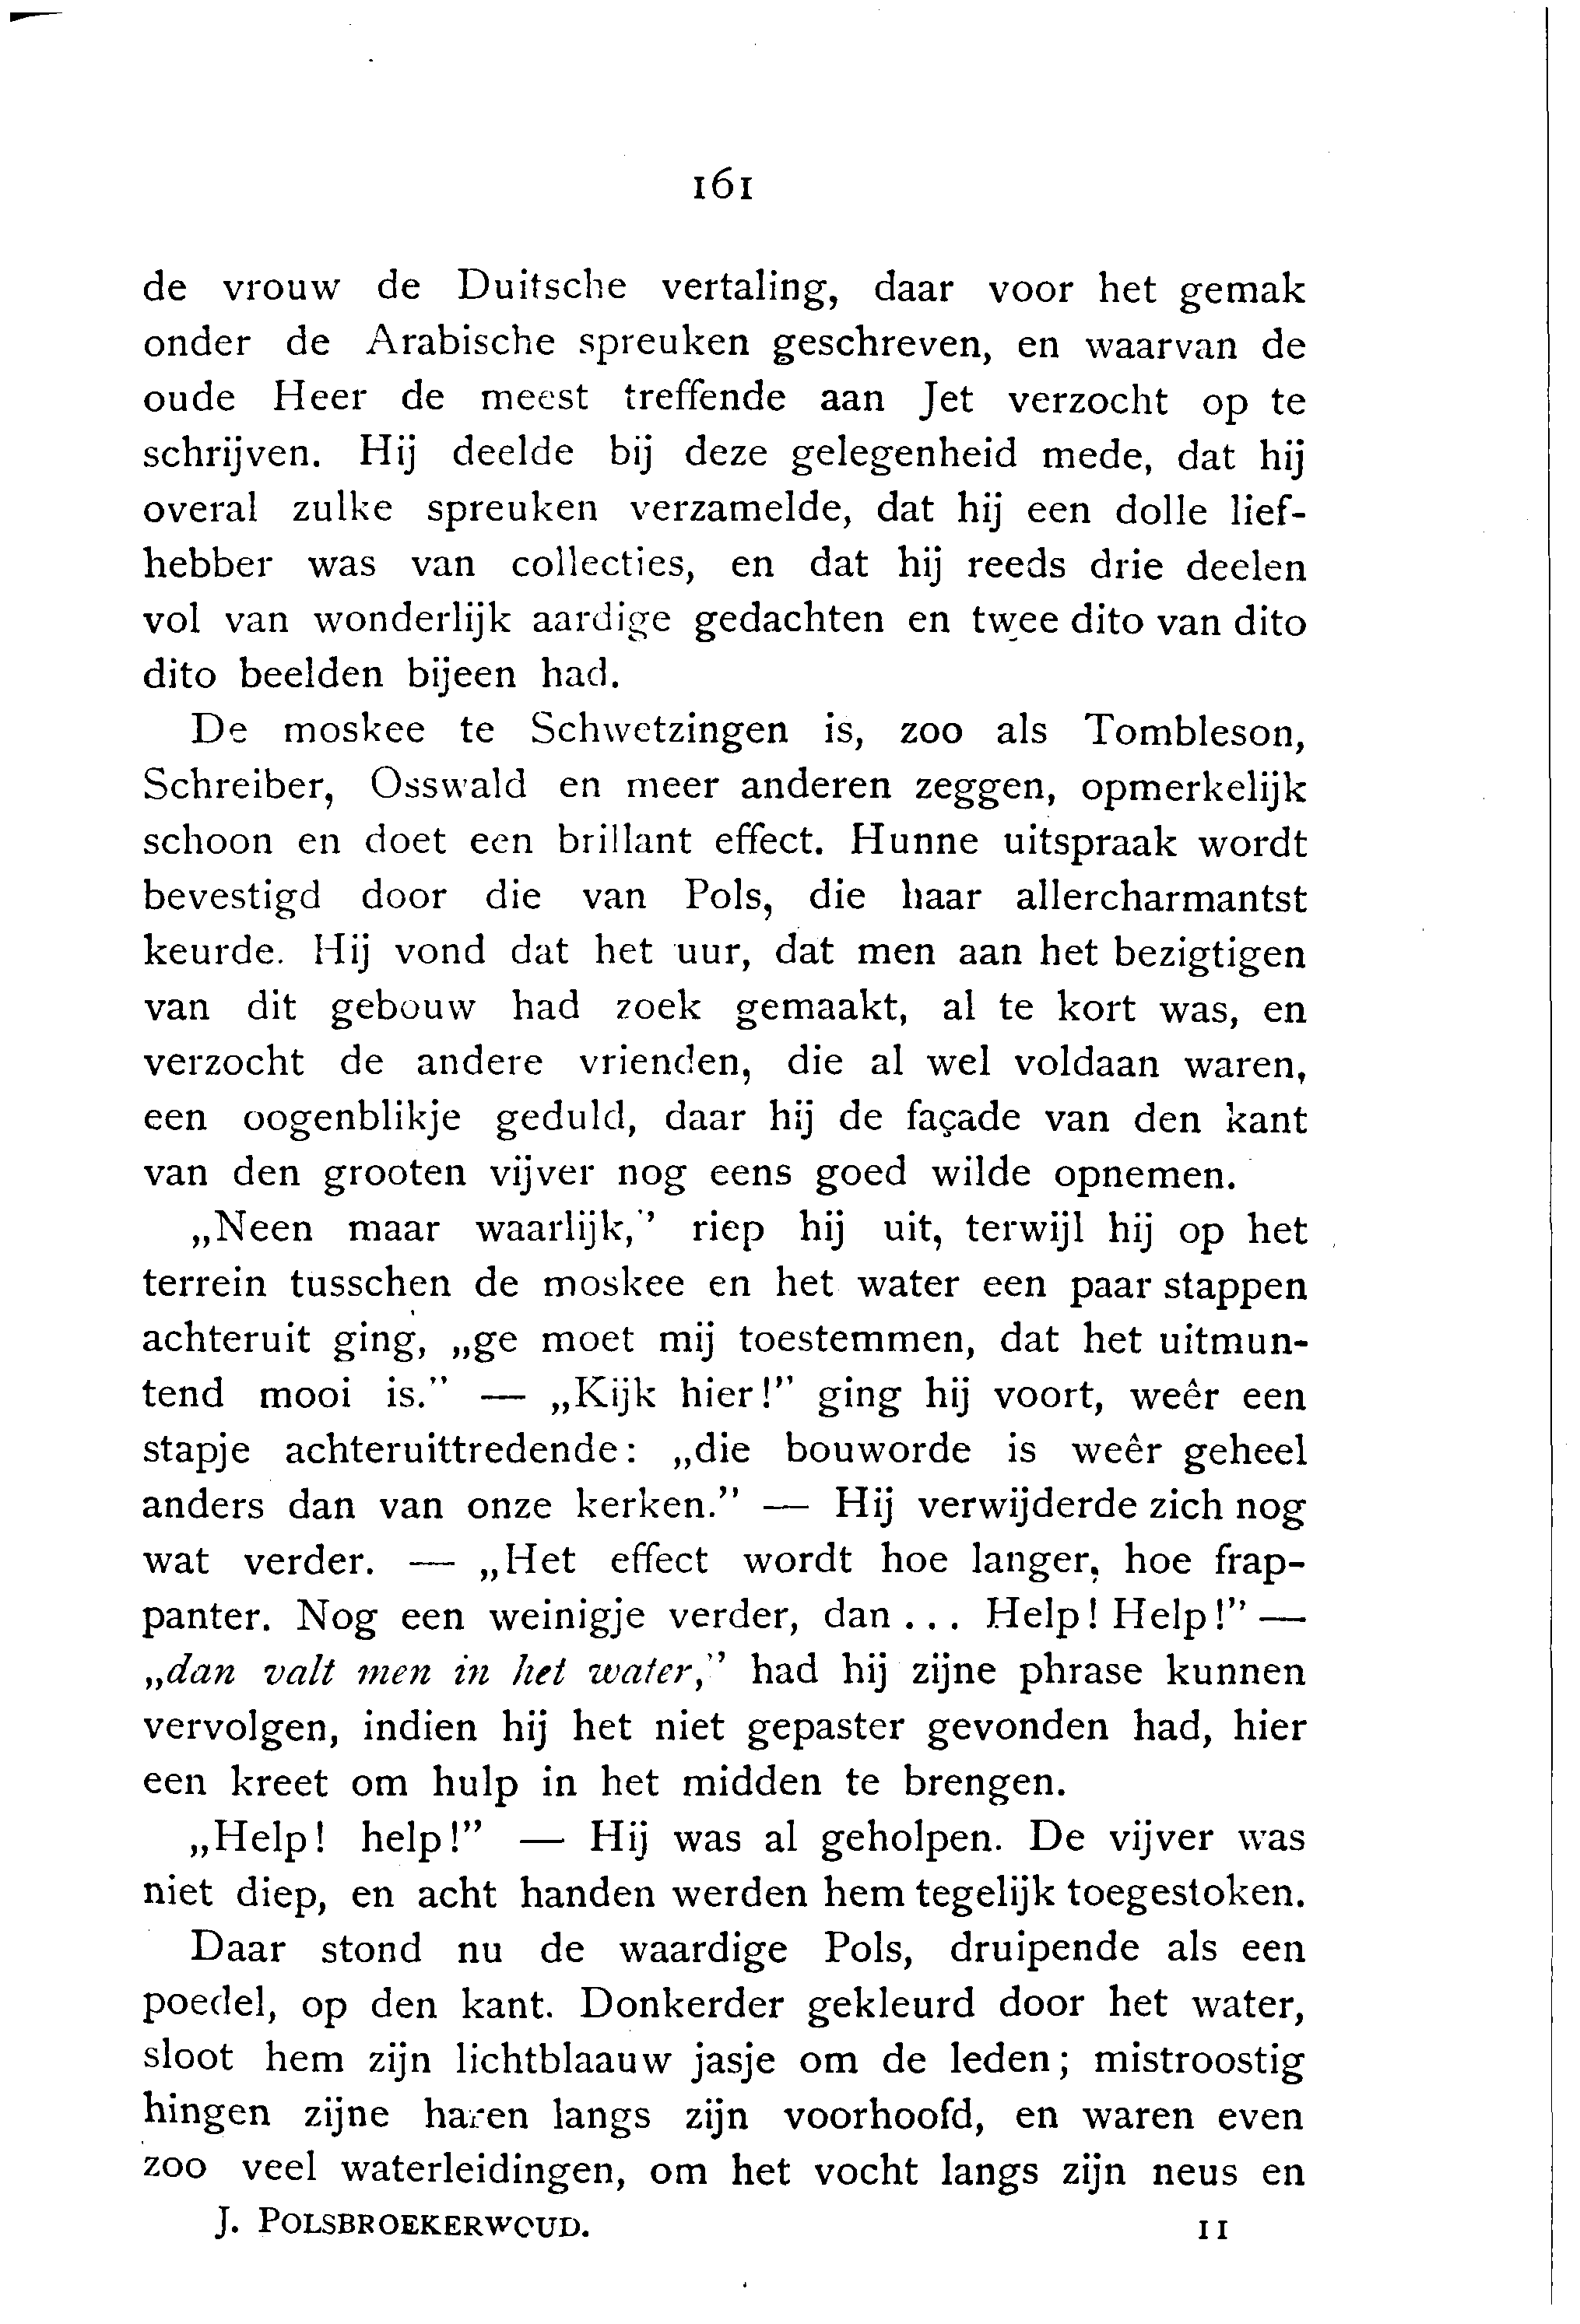 161
de vrouw de Duitsche vertaling, daar voor het gemak
onder de Arabische spreuken geschreven, en waarvan de
oude Heer de meest treffende aan Jet verzocht op te
schrijven. Hij deelde bij deze gelegenheid mede, dat hij
overal zulke spreuken verzamelde, dat hij een dolle lief-
hebber was van collecties, en dat hij reeds drie deelen
vol van wonderlijk aardige gedachten en twee dito van dito
dito beelden bijeen had.
De moskee te Schwetzingen is, zoo als Tombleson,
Schreiber, Osswald en meer anderen zeggen, opmerkelijk
schoon en doet een brillant effect. Hunne uitspraak wordt
bevestigd door die van Pols, die haar allercharmantst
keurde. Hij vond dat het uur, dat men aan het bezigtigen
van dit gebouw had zoek gemaakt, al te kort was, en
verzocht de andere vrienden, die al wel voldaan waren,
een oogenblikje geduld, daar hij de façade van den kant
van den grooten vijver nog eens goed wilde opnemen.
„Neen maar waarlijk,” riep hij uit, terwijl hij op het
terrein tusschen de moskee en het water een paar stappen
achteruit ging, „ge moet mij toestemmen, dat het uitmun-
tend mooi is.” — „Kijk hier!” ging hij voort, weêr een
stapje achteruittredende: „die bouworde is weêr geheel
anders dan van onze kerken.” — Hij verwijderde zich nog
wat verder. — „Het effect wordt hoe langer, hoe frap-
panter. Nog een weinigje verder, dan ... Help! Help!” —
„dan valt men in het water,” had hij zijne phrase kunnen
vervolgen, indien hij het niet gepaster gevonden had, hier
een kreet om hulp in het midden te brengen.
„Help! help!” — Hij was al geholpen. De vijver was
niet diep, en acht handen werden hem tegelijk toegestoken.
Daar stond nu de waardige Pols, druipende als een
poedel, op den kant. Donkerder gekleurd door het water,
sloot hem zijn lichtblaauw jasje om de leden; mistroostig
hingen zijne haren langs zijn voorhoofd, en waren even
zoo veel waterleidingen, om het vocht langs zijn neus en
J. POLSBROEKERWOUD. 11